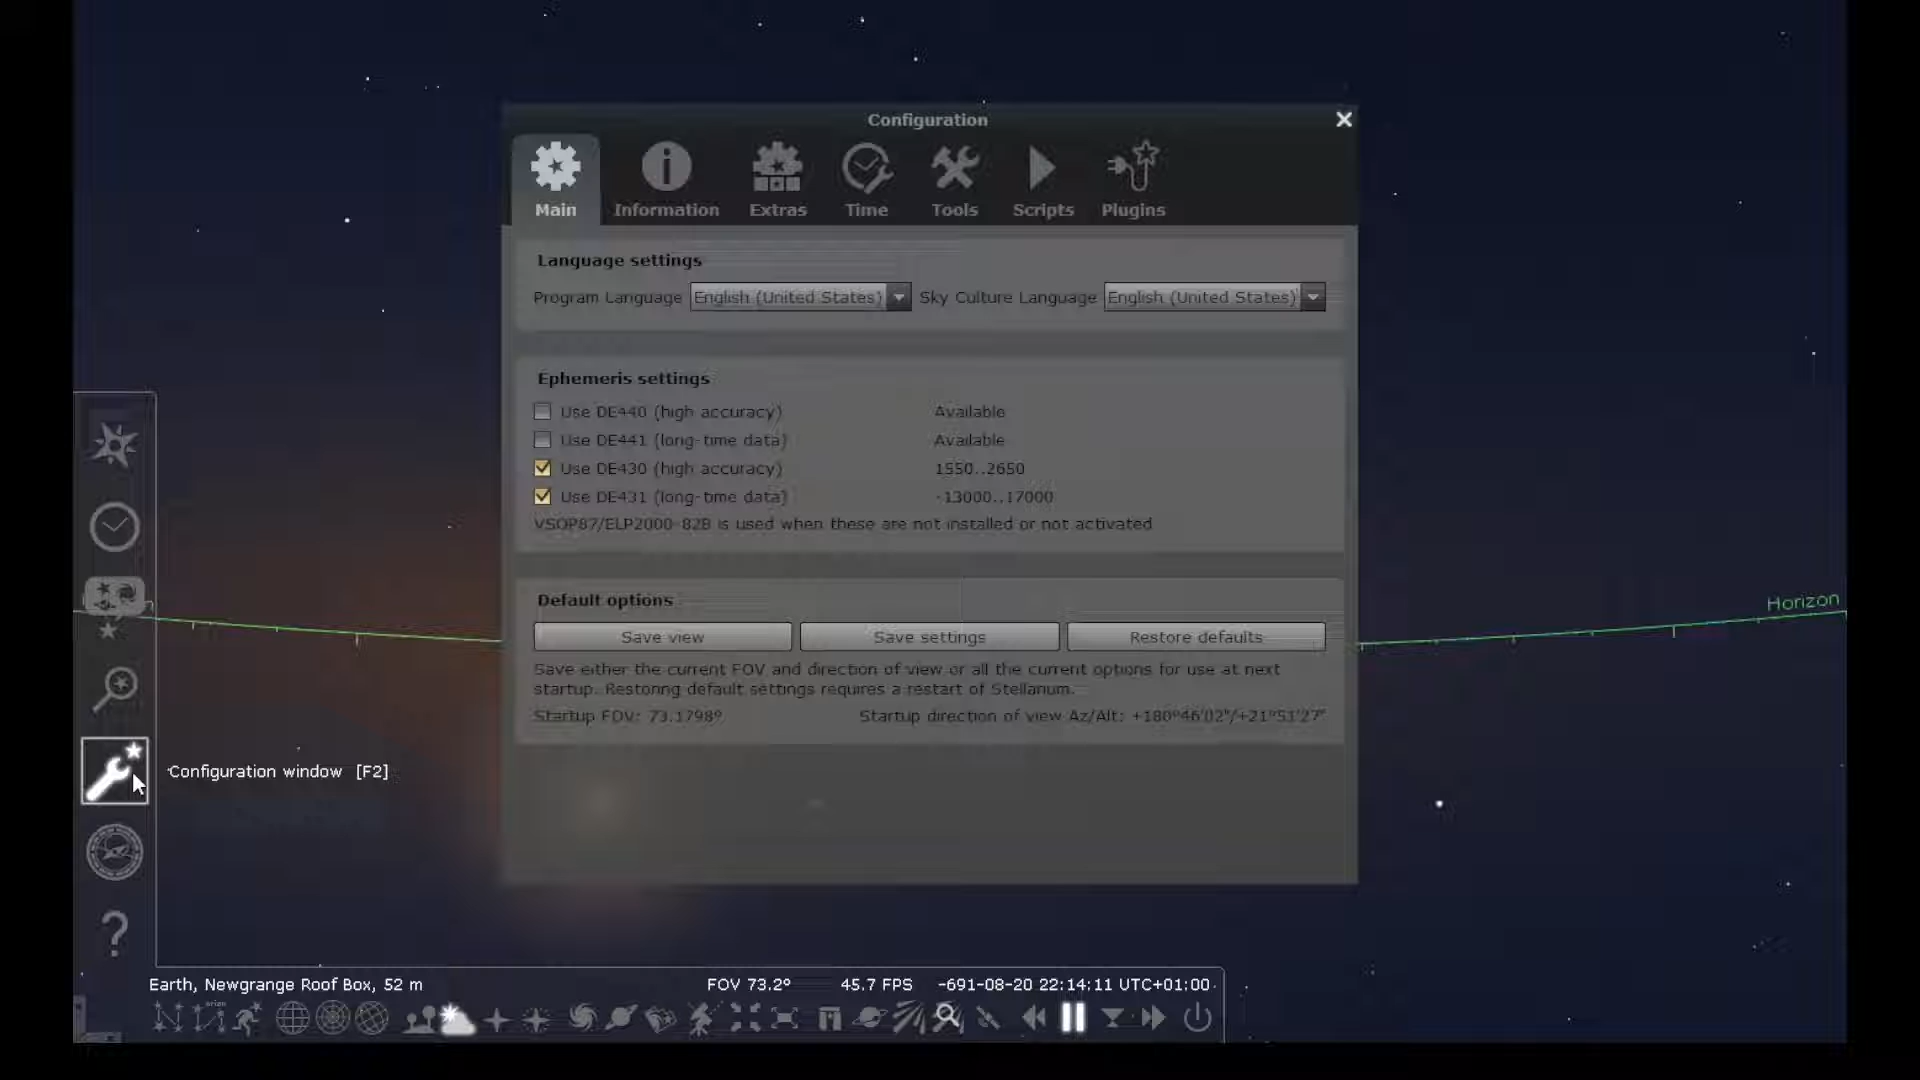 Configuration
Main Information Extras Time Tools Scripts Plugins
Language settings
Program Language English (United States) Sky Culture Language English (United States)
Ephemeris settings
Use DE440 (high accuracy) Available
Use DE441 (long-time data) Available
Use DE430 (high accuracy) 1550..2650
Use DE431 (long-time data) -13000..17000
VSOP87/ELP2000-82B is used when these are not installed or not activated
Default options
Horizon
Save view Save settings Restore defaults
Save either the current FOV and direction of view or all the current options for use at next
startup. Restoring default settings requires a restart of Stellarium.
Startup FOV: 73.1798° Startup direction of view Az/Alt: +180°46'02"/+21°51'27"
Configuration window [F2]
Earth, Newgrange Roof Box, 52 m FOV 73.2° 45.7 FPS -691-08-20 22:14:11 UTC+01:00